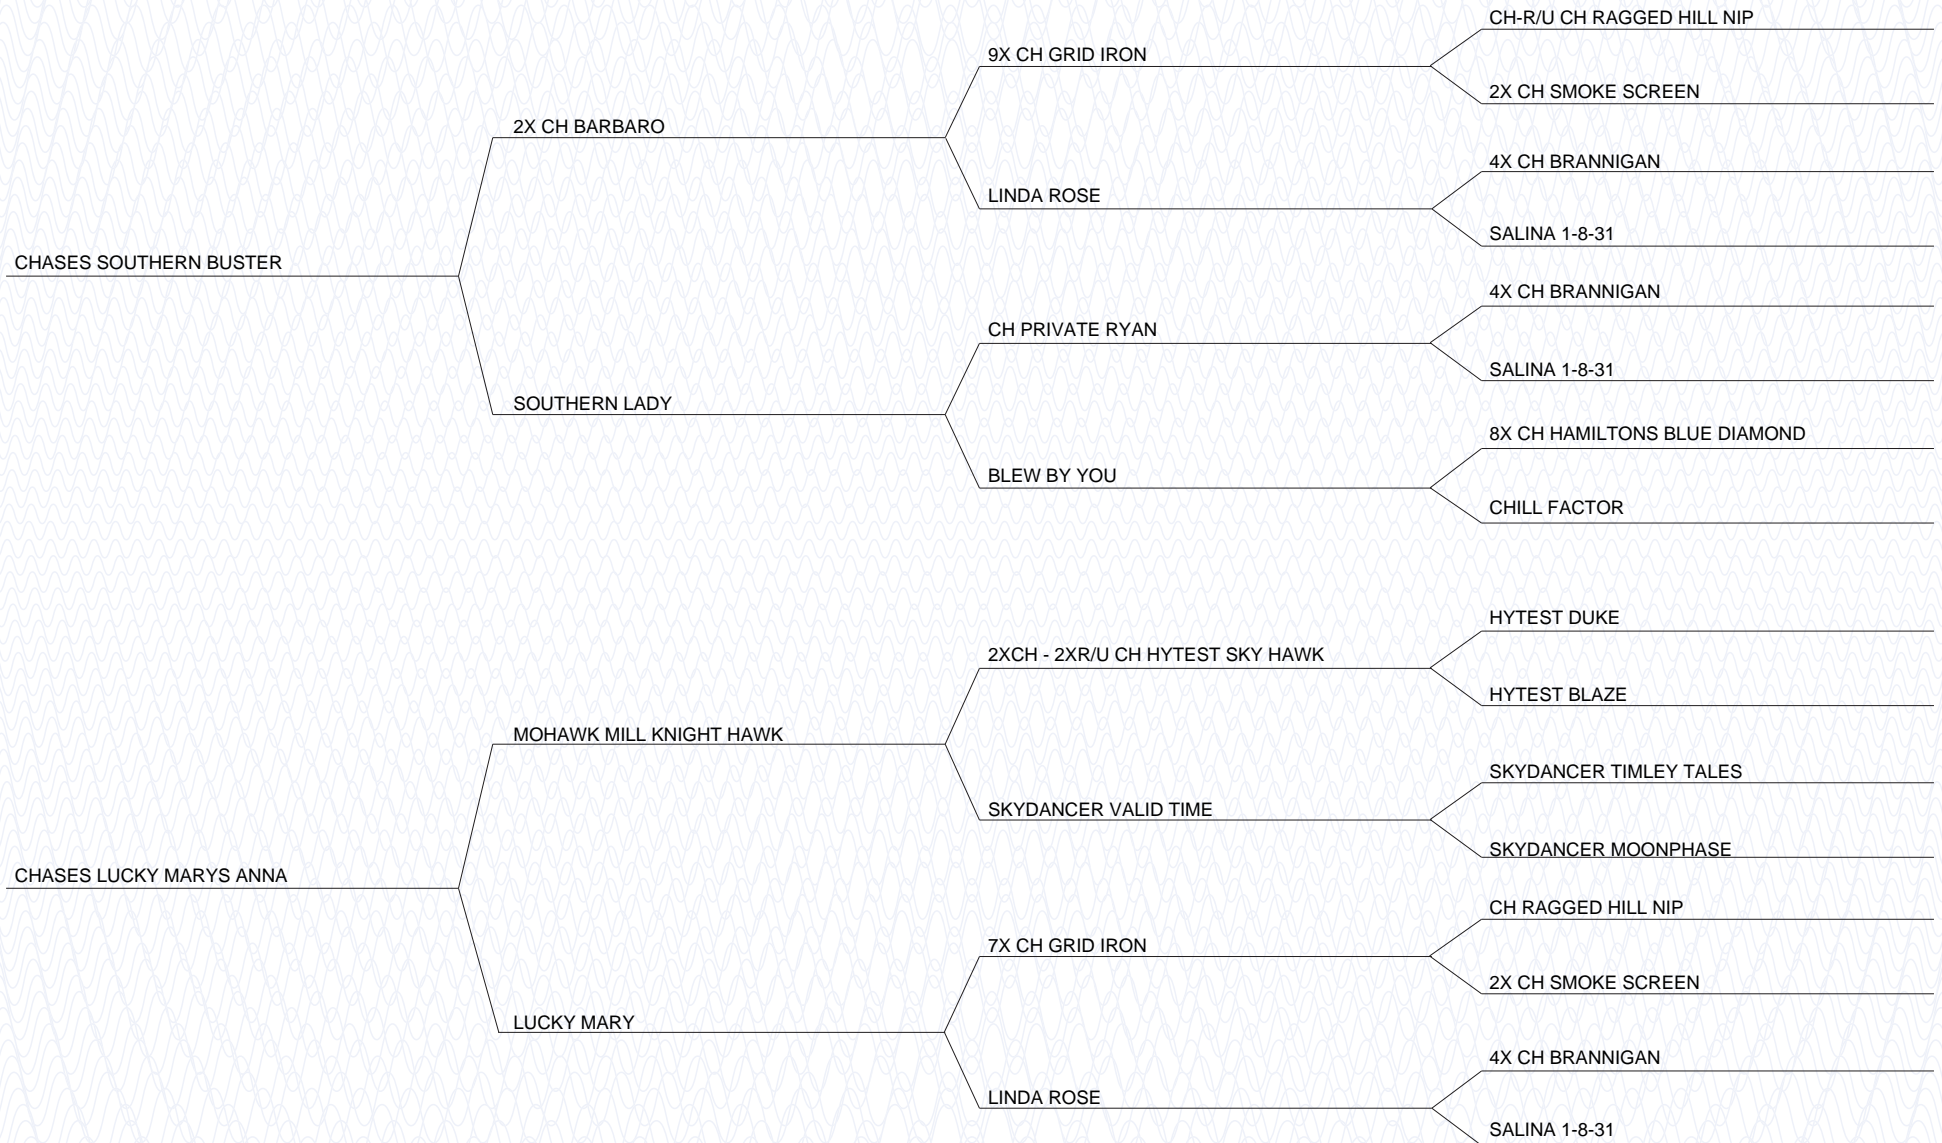 CH-R/U CH RAGGED HILL NIP
9X CH GRID IRON
2X CH SMOKE SCREEN
2X CH BARBARO
4X CH BRANNIGAN
LINDA ROSE
SALINA 1-8-31
CHASES SOUTHERN BUSTER
4X CH BRANNIGAN
CH PRIVATE RYAN
SALINA 1-8-31
SOUTHERN LADY
8X CH HAMILTONS BLUE DIAMOND
BLEW BY YOU
CHILL FACTOR
HYTEST DUKE
2XCH - 2XR/U CH HYTEST SKY HAWK
HYTEST BLAZE
MOHAWK MILL KNIGHT HAWK
SKYDANCER TIMLEY TALES
SKYDANCER VALID TIME
SKYDANCER MOONPHASE
CHASES LUCKY MARYS ANNA
CH RAGGED HILL NIP
7X CH GRID IRON
2X CH SMOKE SCREEN
LUCKY MARY
4X CH BRANNIGAN
LINDA ROSE
SALINA 1-8-31